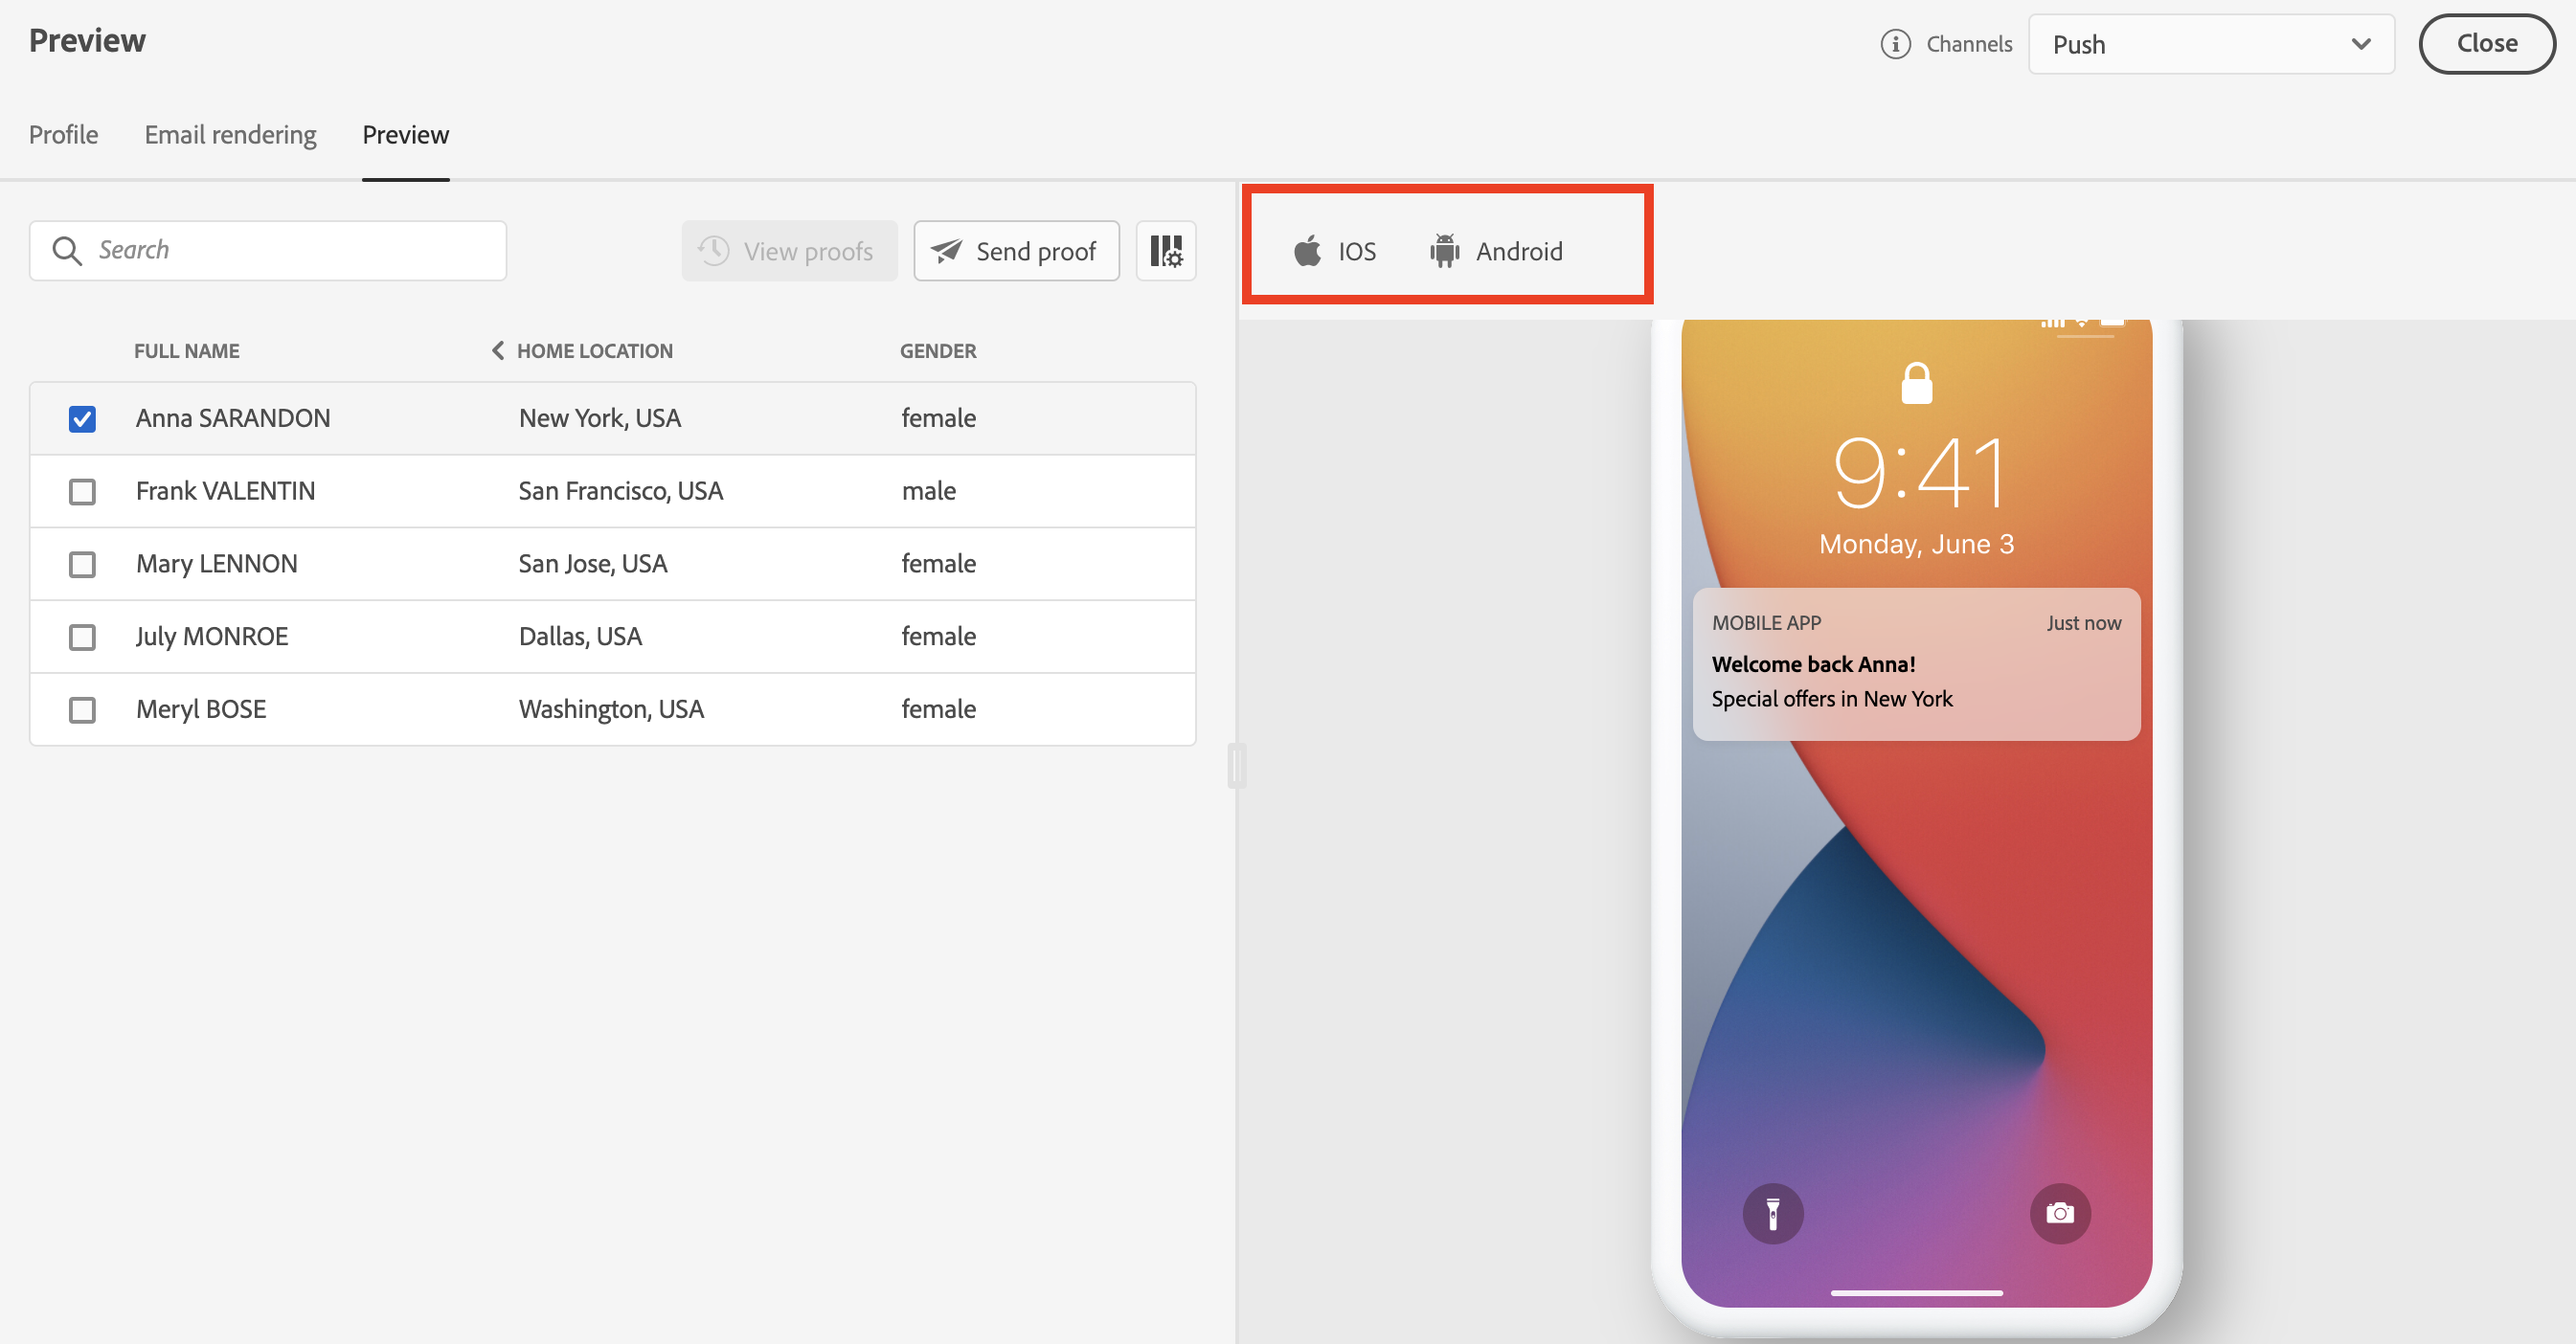 Preview
Channels
Push
Close
Profile
Email rendering
Preview
Search
View proofs
Send proof
IOS
Android
FULL NAME
HOME LOCATION
GENDER
Anna SARANDON
New York, USA
female
Frank VALENTIN
San Francisco, USA
male
Mary LENNON
San Jose, USA
female
July MONROE
Dallas, USA
female
Meryl BOSE
Washington, USA
female
9:41
Monday, June 3
MOBILE APP
Just now
Welcome back Anna!
Special offers in New York